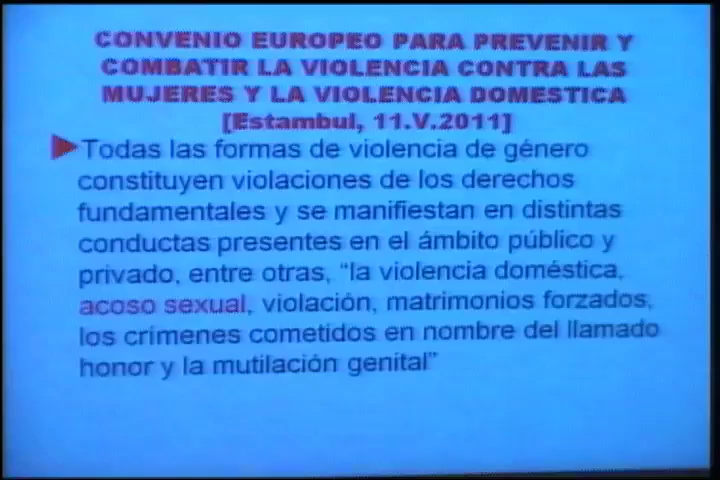 CONVENIO EUROPEO PARA PREVENIR Y
COMBATIR LA VIOLENCIA CONTRA LAS
MUJERES Y LA VIOLENCIA DOMESTICA
[Estambul, 11.V.2011]
Todas las formas de violencia de género
constituyen violaciones de los derechos
fundamentales y se manifiestan en distintas
conductas presentes en el ámbito público y
privado, entre otras, “la violencia doméstica,
acoso sexual, violación, matrimonios forzados,
los crímenes cometidos en nombre del llamado
honor y la mutilación genital”